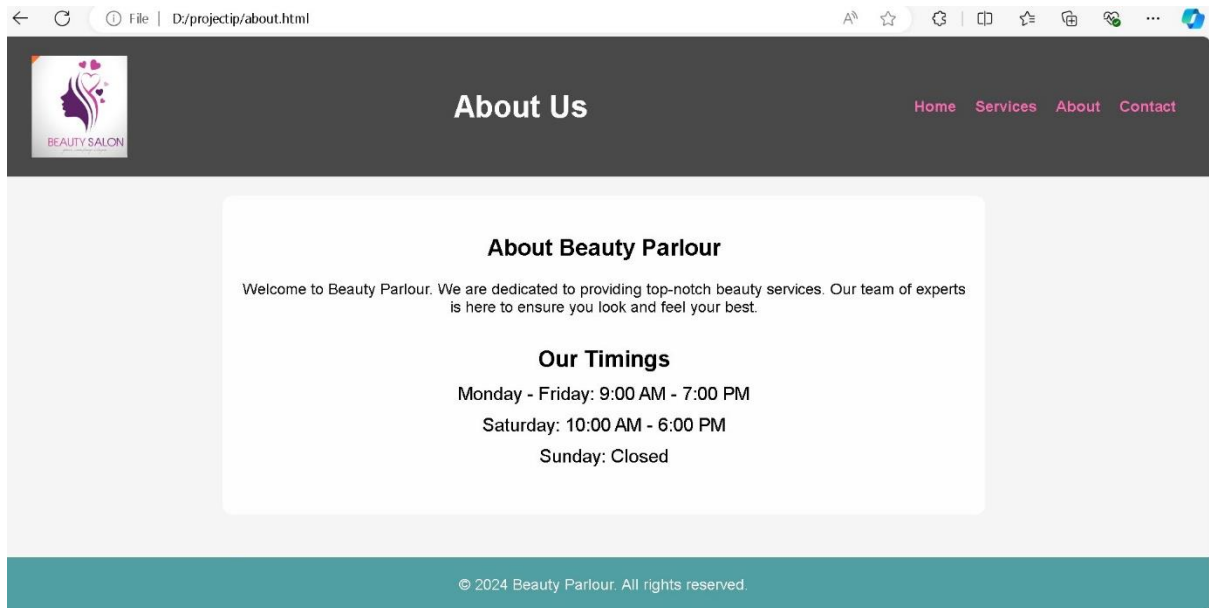 File | D:/projectip/about.html
BEAUTY SALON
About Us
Home Services About Contact
About Beauty Parlour
Welcome to Beauty Parlour. We are dedicated to providing top-notch beauty services. Our team of experts
is here to ensure you look and feel your best.
Our Timings
Monday - Friday: 9:00 AM - 7:00 PM
Saturday: 10:00 AM - 6:00 PM
Sunday: Closed
© 2024 Beauty Parlour. All rights reserved.